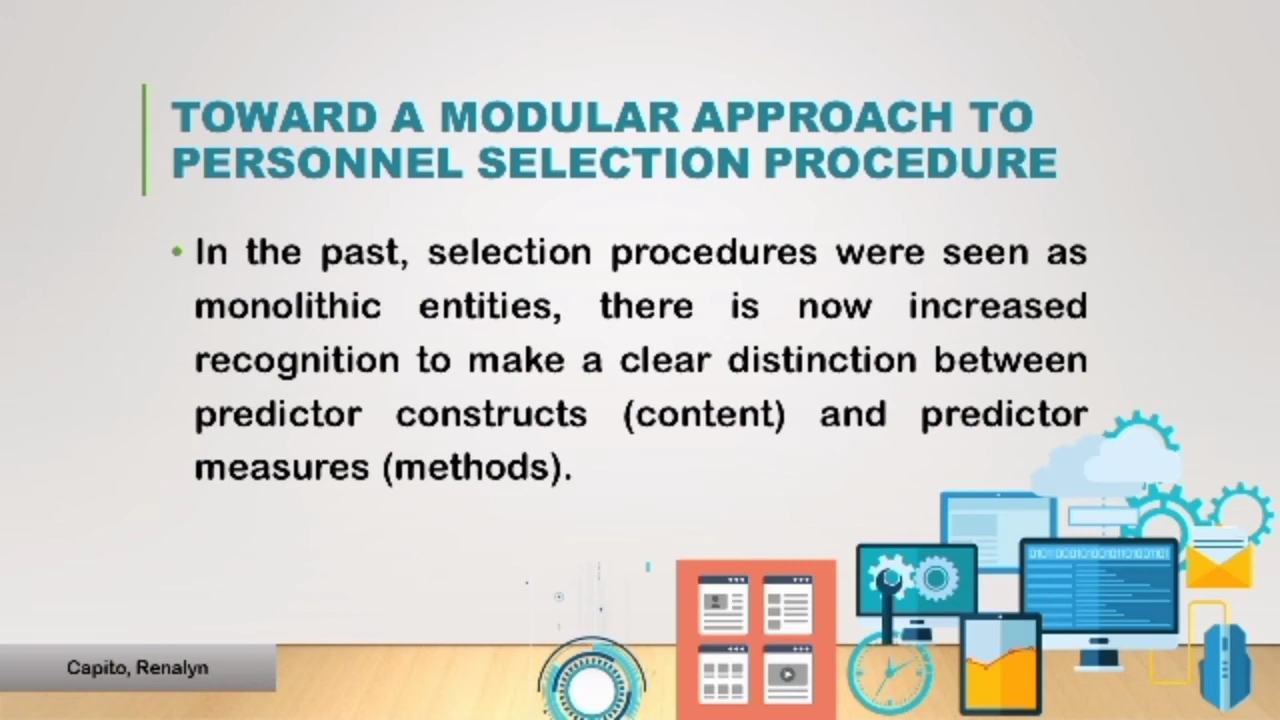 TOWARD A MODULAR APPROACH TO
PERSONNEL SELECTION PROCEDURE
• In the past, selection procedures were seen as
monolithic entities, there is now increased
recognition to make a clear distinction between
predictor constructs (content) and predictor
measures (methods).
Capito, Renalyn